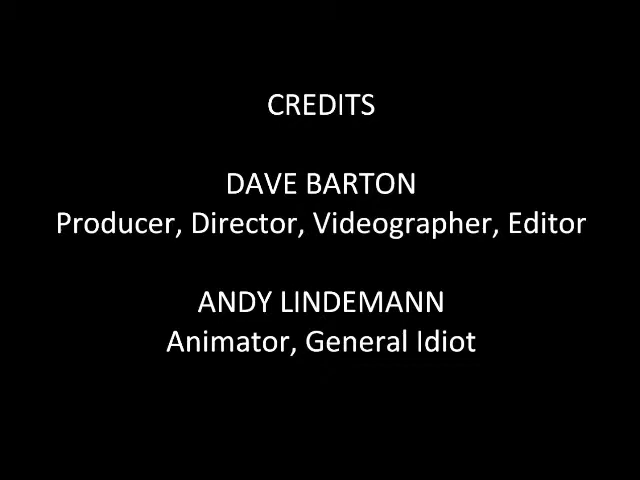 CREDITS
DAVE BARTON
Producer, Director, Videographer, Editor
ANDY LINDEMANN
Animator, General Idiot